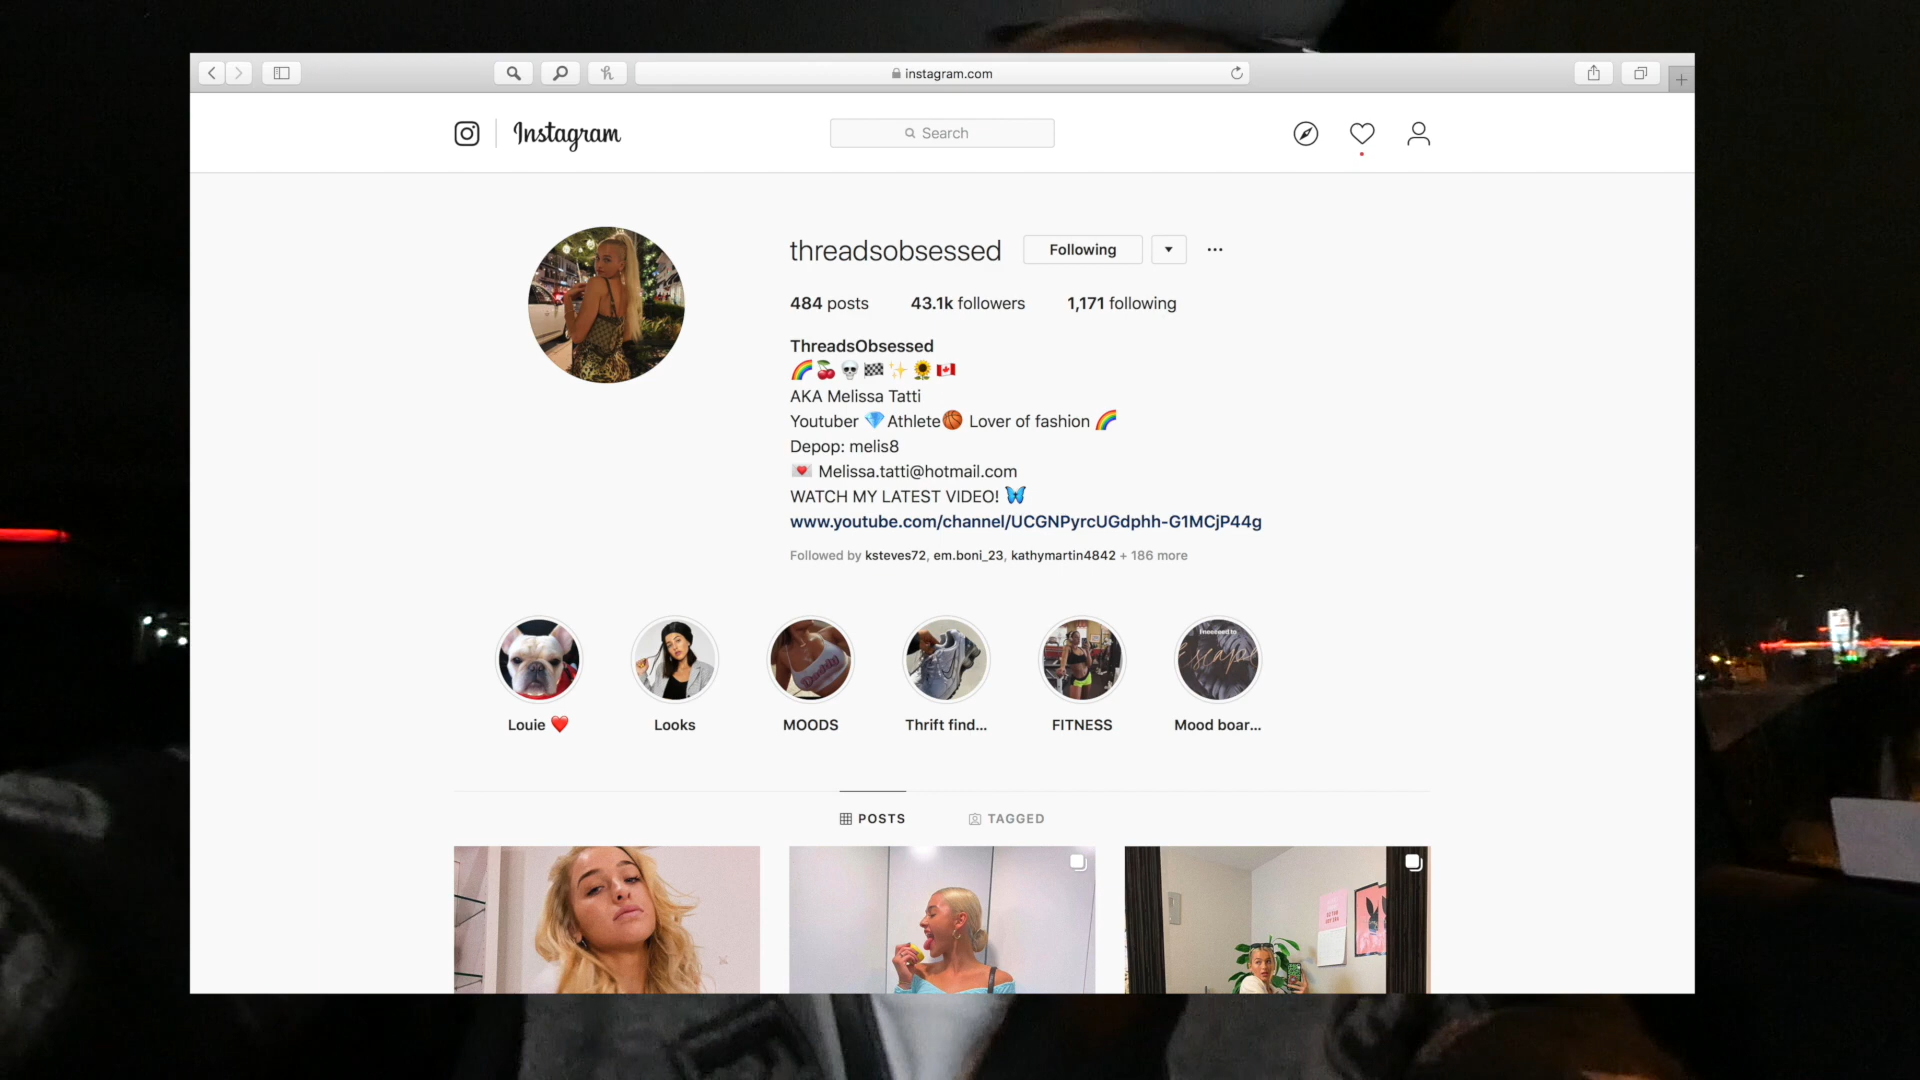 instagram.com
Instagram
Search
threadsobsessed Following
484 posts 43.1k followers 1,171 following
ThreadsObsessed
🌈🍒💀🏁✨🌻🇨🇦
AKA Melissa Tatti
Youtuber 💎Athlete🏀 Lover of fashion 🌈
Depop: melis8
💌 Melissa.tatti@hotmail.com
WATCH MY LATEST VIDEO! 🦋
www.youtube.com/channel/UCGNPyrcUGdphh-G1MCjP44g
Followed by ksteves72, em.boni_23, kathymartin4842 + 186 more
Louie ❤️ Looks MOODS Thrift find... FITNESS Mood boar...
POSTS TAGGED